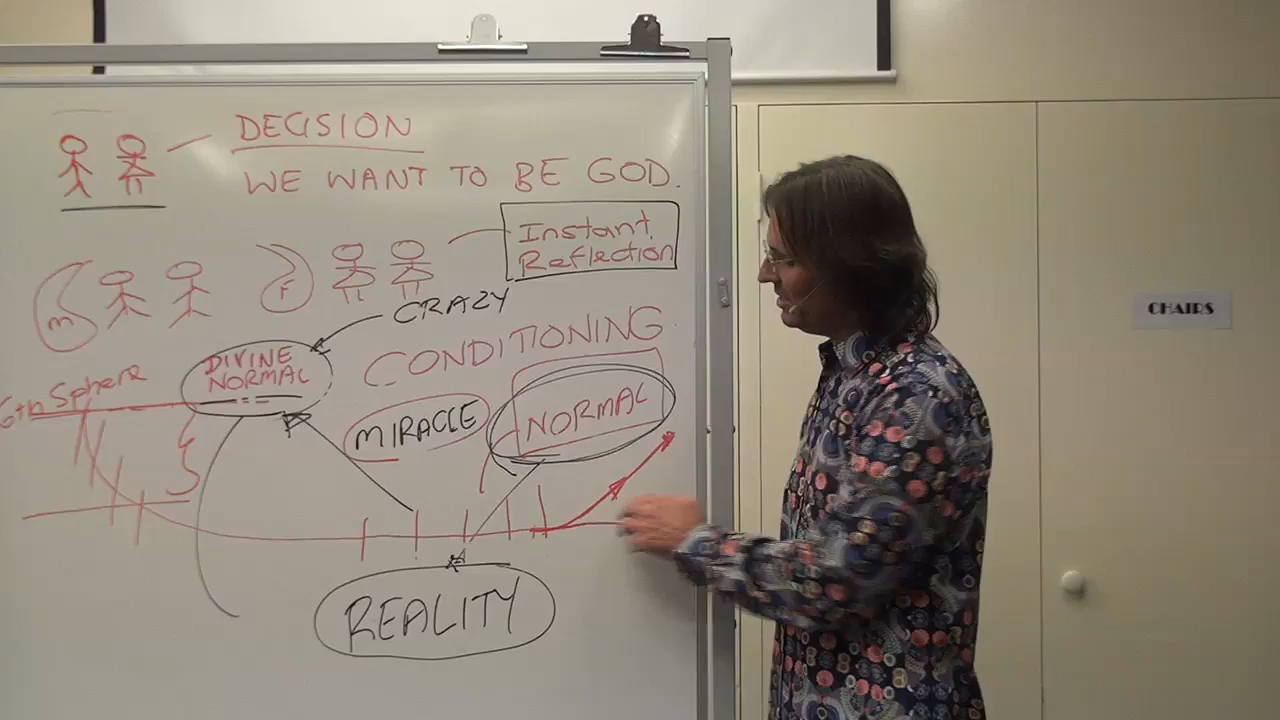 DECISION
WE WANT TO BE GOD.
Instant
Reflection
m
F
CRAZY
CONDITIONING
6th Sphere
DIVINE
NORMAL
MIRACLE
NORMAL
REALITY
CHAIRS